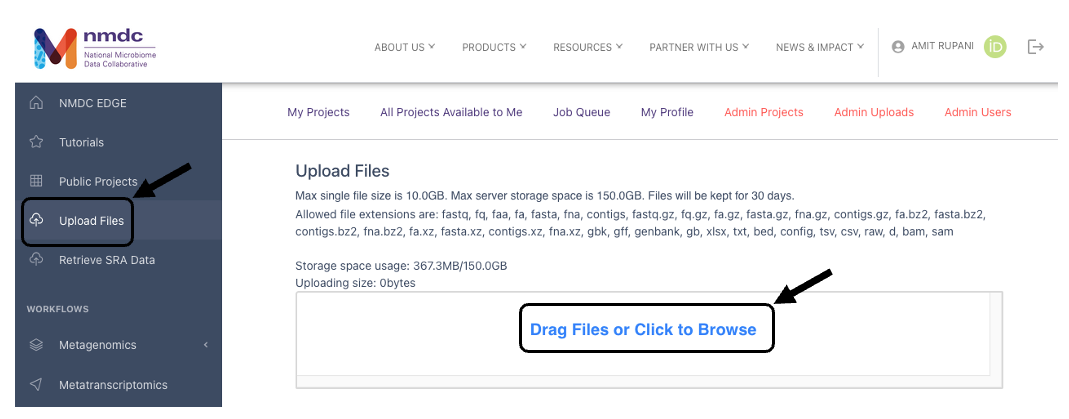 nmdc
National Microbiome
Data Collaborative
ABOUT US
PRODUCTS
RESOURCES
PARTNER WITH US
NEWS & IMPACT
AMIT RUPANI
iD
NMDC EDGE
Tutorials
Public Projects
Upload Files
Retrieve SRA Data
WORKFLOWS
Metagenomics
Metatranscriptomics
My Projects
All Projects Available to Me
Job Queue
My Profile
Admin Projects
Admin Uploads
Admin Users
Upload Files
Max single file size is 10.0GB. Max server storage space is 150.0GB. Files will be kept for 30 days.
Allowed file extensions are: fastq, fq, faa, fa, fasta, fna, contigs, fastq.gz, fq.gz, fa.gz, fasta.gz, fna.gz, contigs.gz, fa.bz2, fasta.bz2,
contigs.bz2, fna.bz2, fa.xz, fasta.xz, contigs.xz, fna.xz, gbk, gff, genbank, gb, xlsx, txt, bed, config, tsv, csv, raw, d, bam, sam
Storage space usage: 367.3MB/150.0GB
Uploading size: 0bytes
Drag Files or Click to Browse